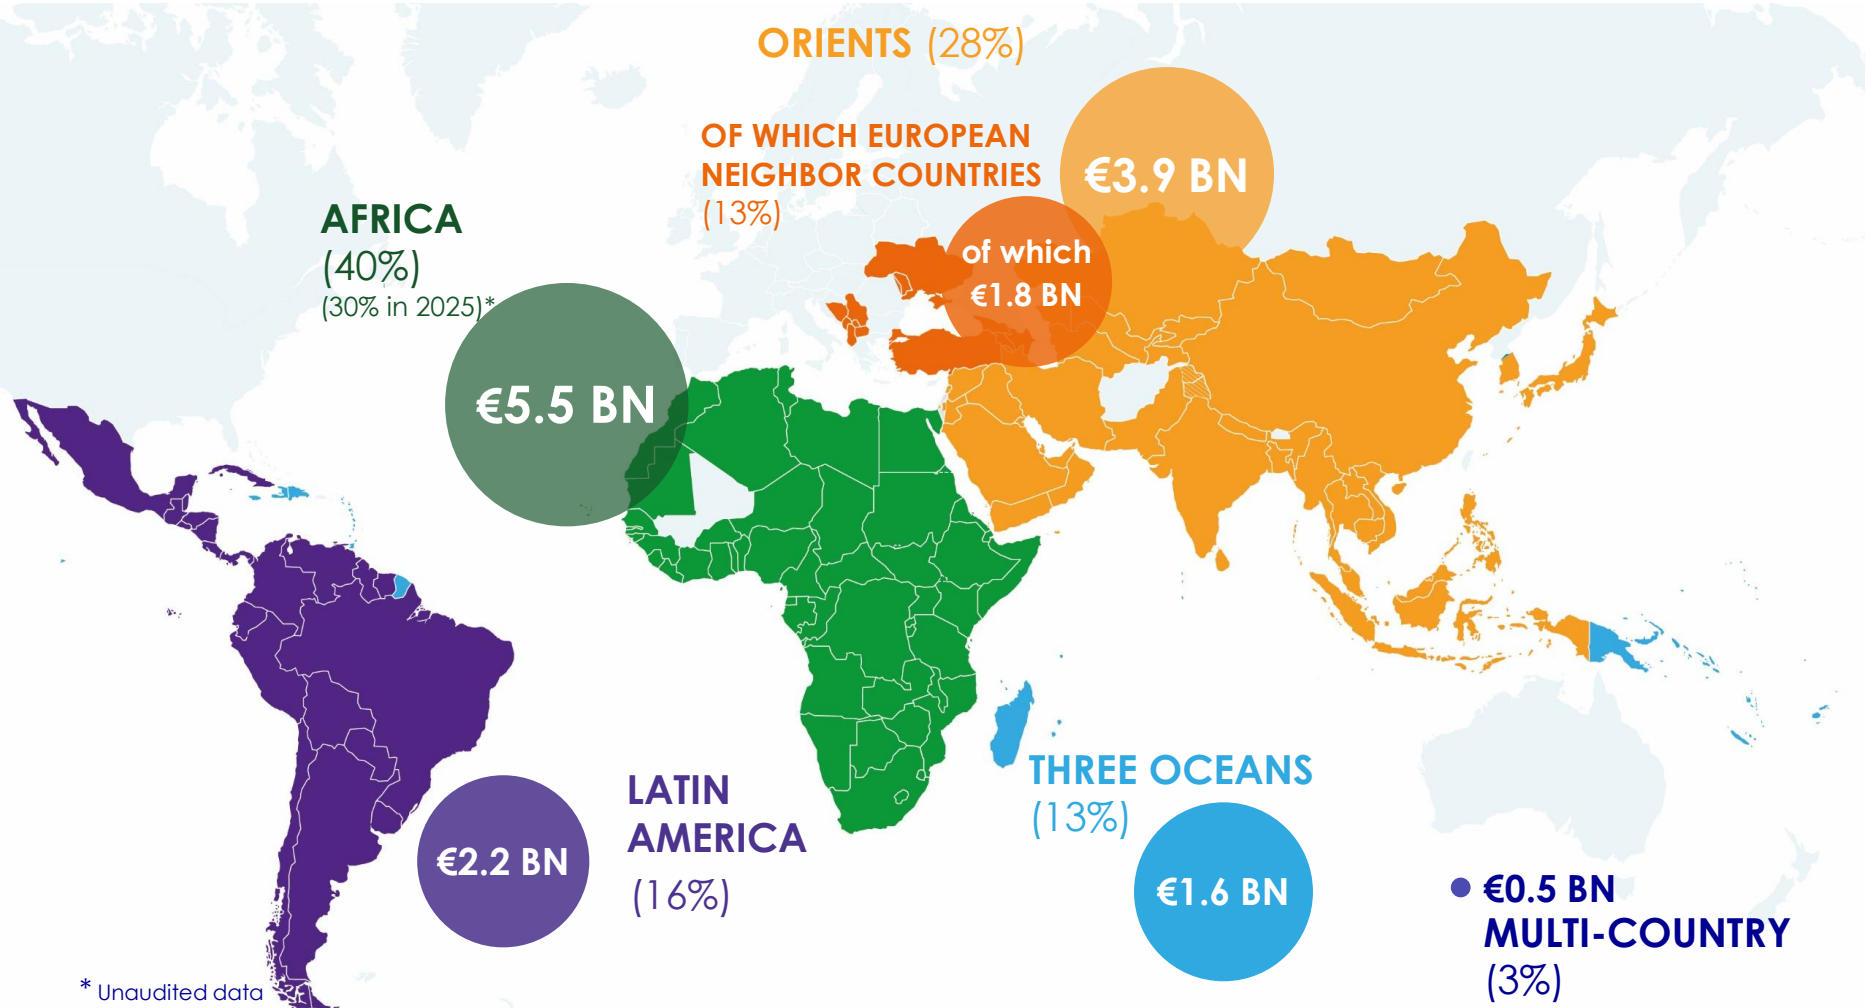 ORIENTS (28%)
OF WHICH EUROPEAN
NEIGHBOR COUNTRIES
(13%)
€3.9 BN
of which
€1.8 BN
AFRICA
(40%)
(30% in 2025)*
€5.5 BN
LATIN
AMERICA
(16%)
€2.2 BN
THREE OCEANS
(13%)
€1.6 BN
€0.5 BN
MULTI-COUNTRY
(3%)
* Unaudited data